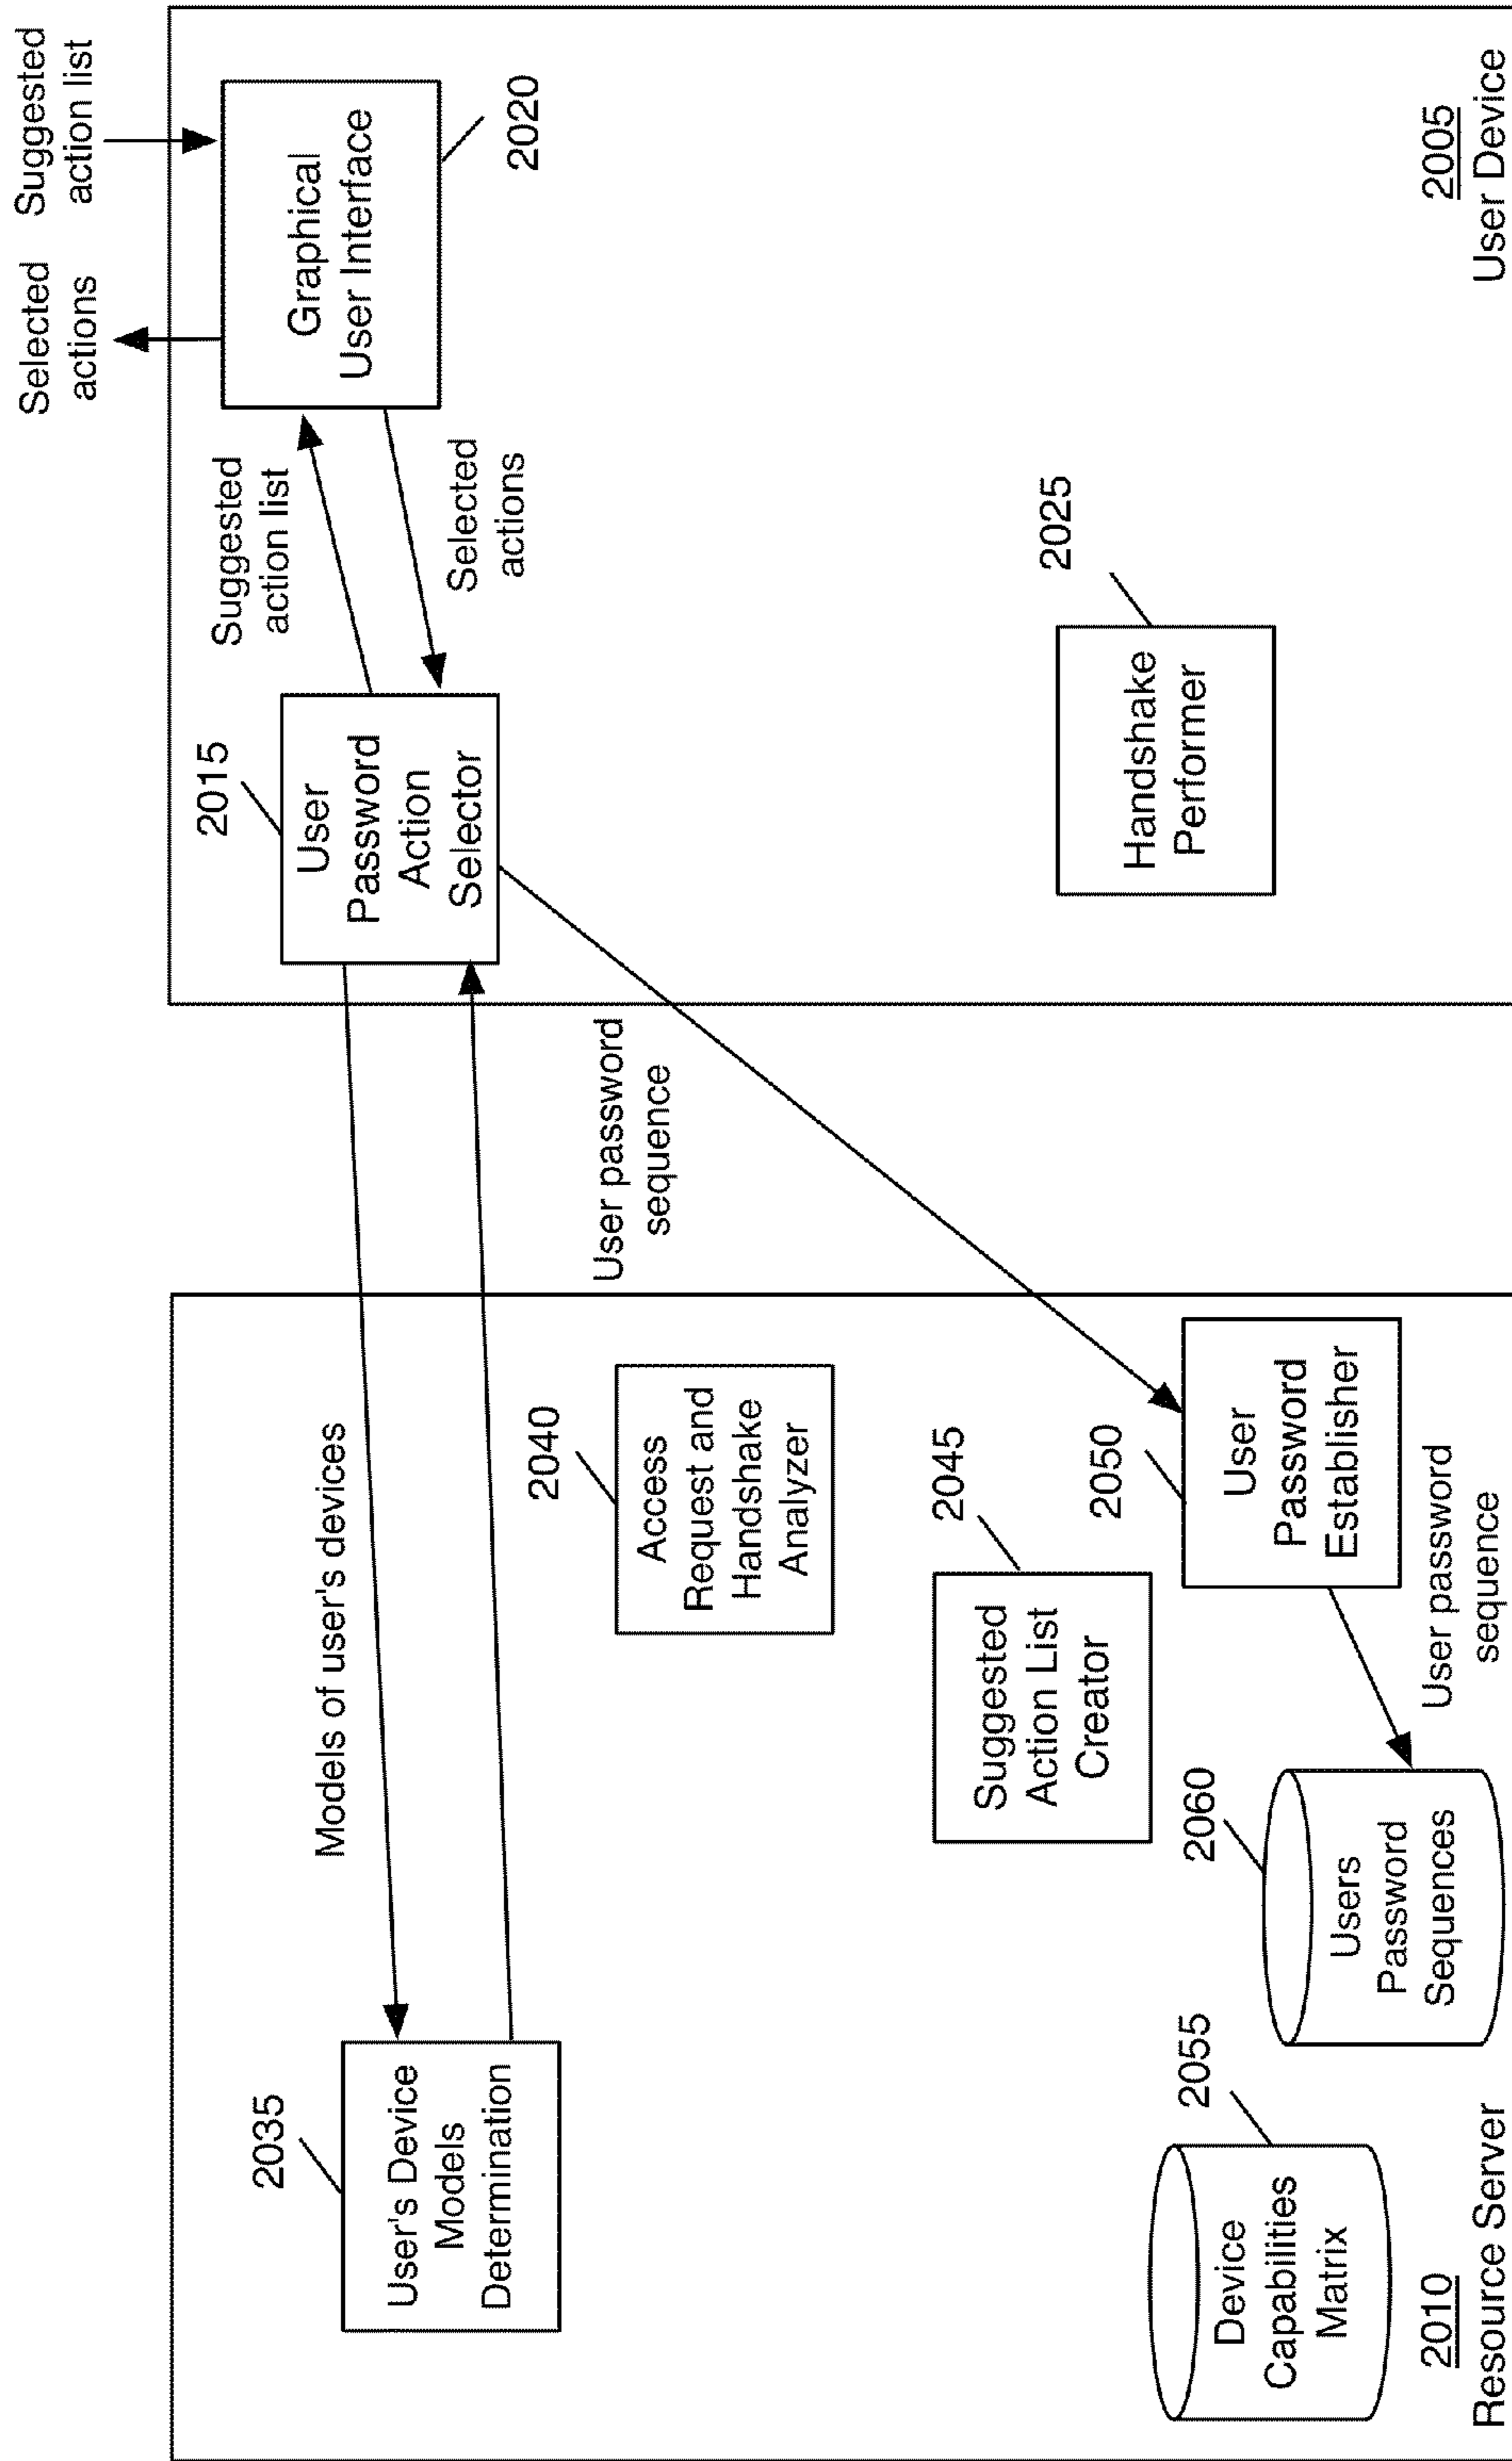 2035
User's Device
Models
Determination
Models of user's devices
2040
Access
Request and
Handshake
Analyzer
2045
Suggested
Action List
Creator
2050
User
Password
Establisher
User password
sequence
2055
Device
Capabilities
Matrix
2060
Users
Password
Sequences
2010
Resource Server
User password
sequence
2015
User
Password
Action
Selector
Suggested
action list
Selected
actions
Selected
actions
Suggested
action list
Graphical
User Interface
2020
2025
Handshake
Performer
2005
User Device